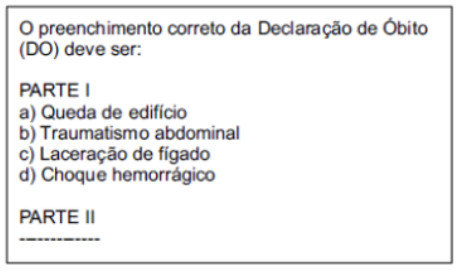 O preenchimento correto da Declaração de Óbito
(DO) deve ser:
PARTE I
a) Queda de edifício
b) Traumatismo abdominal
c) Laceração de fígado
d) Choque hemorrágico
PARTE II
-------------